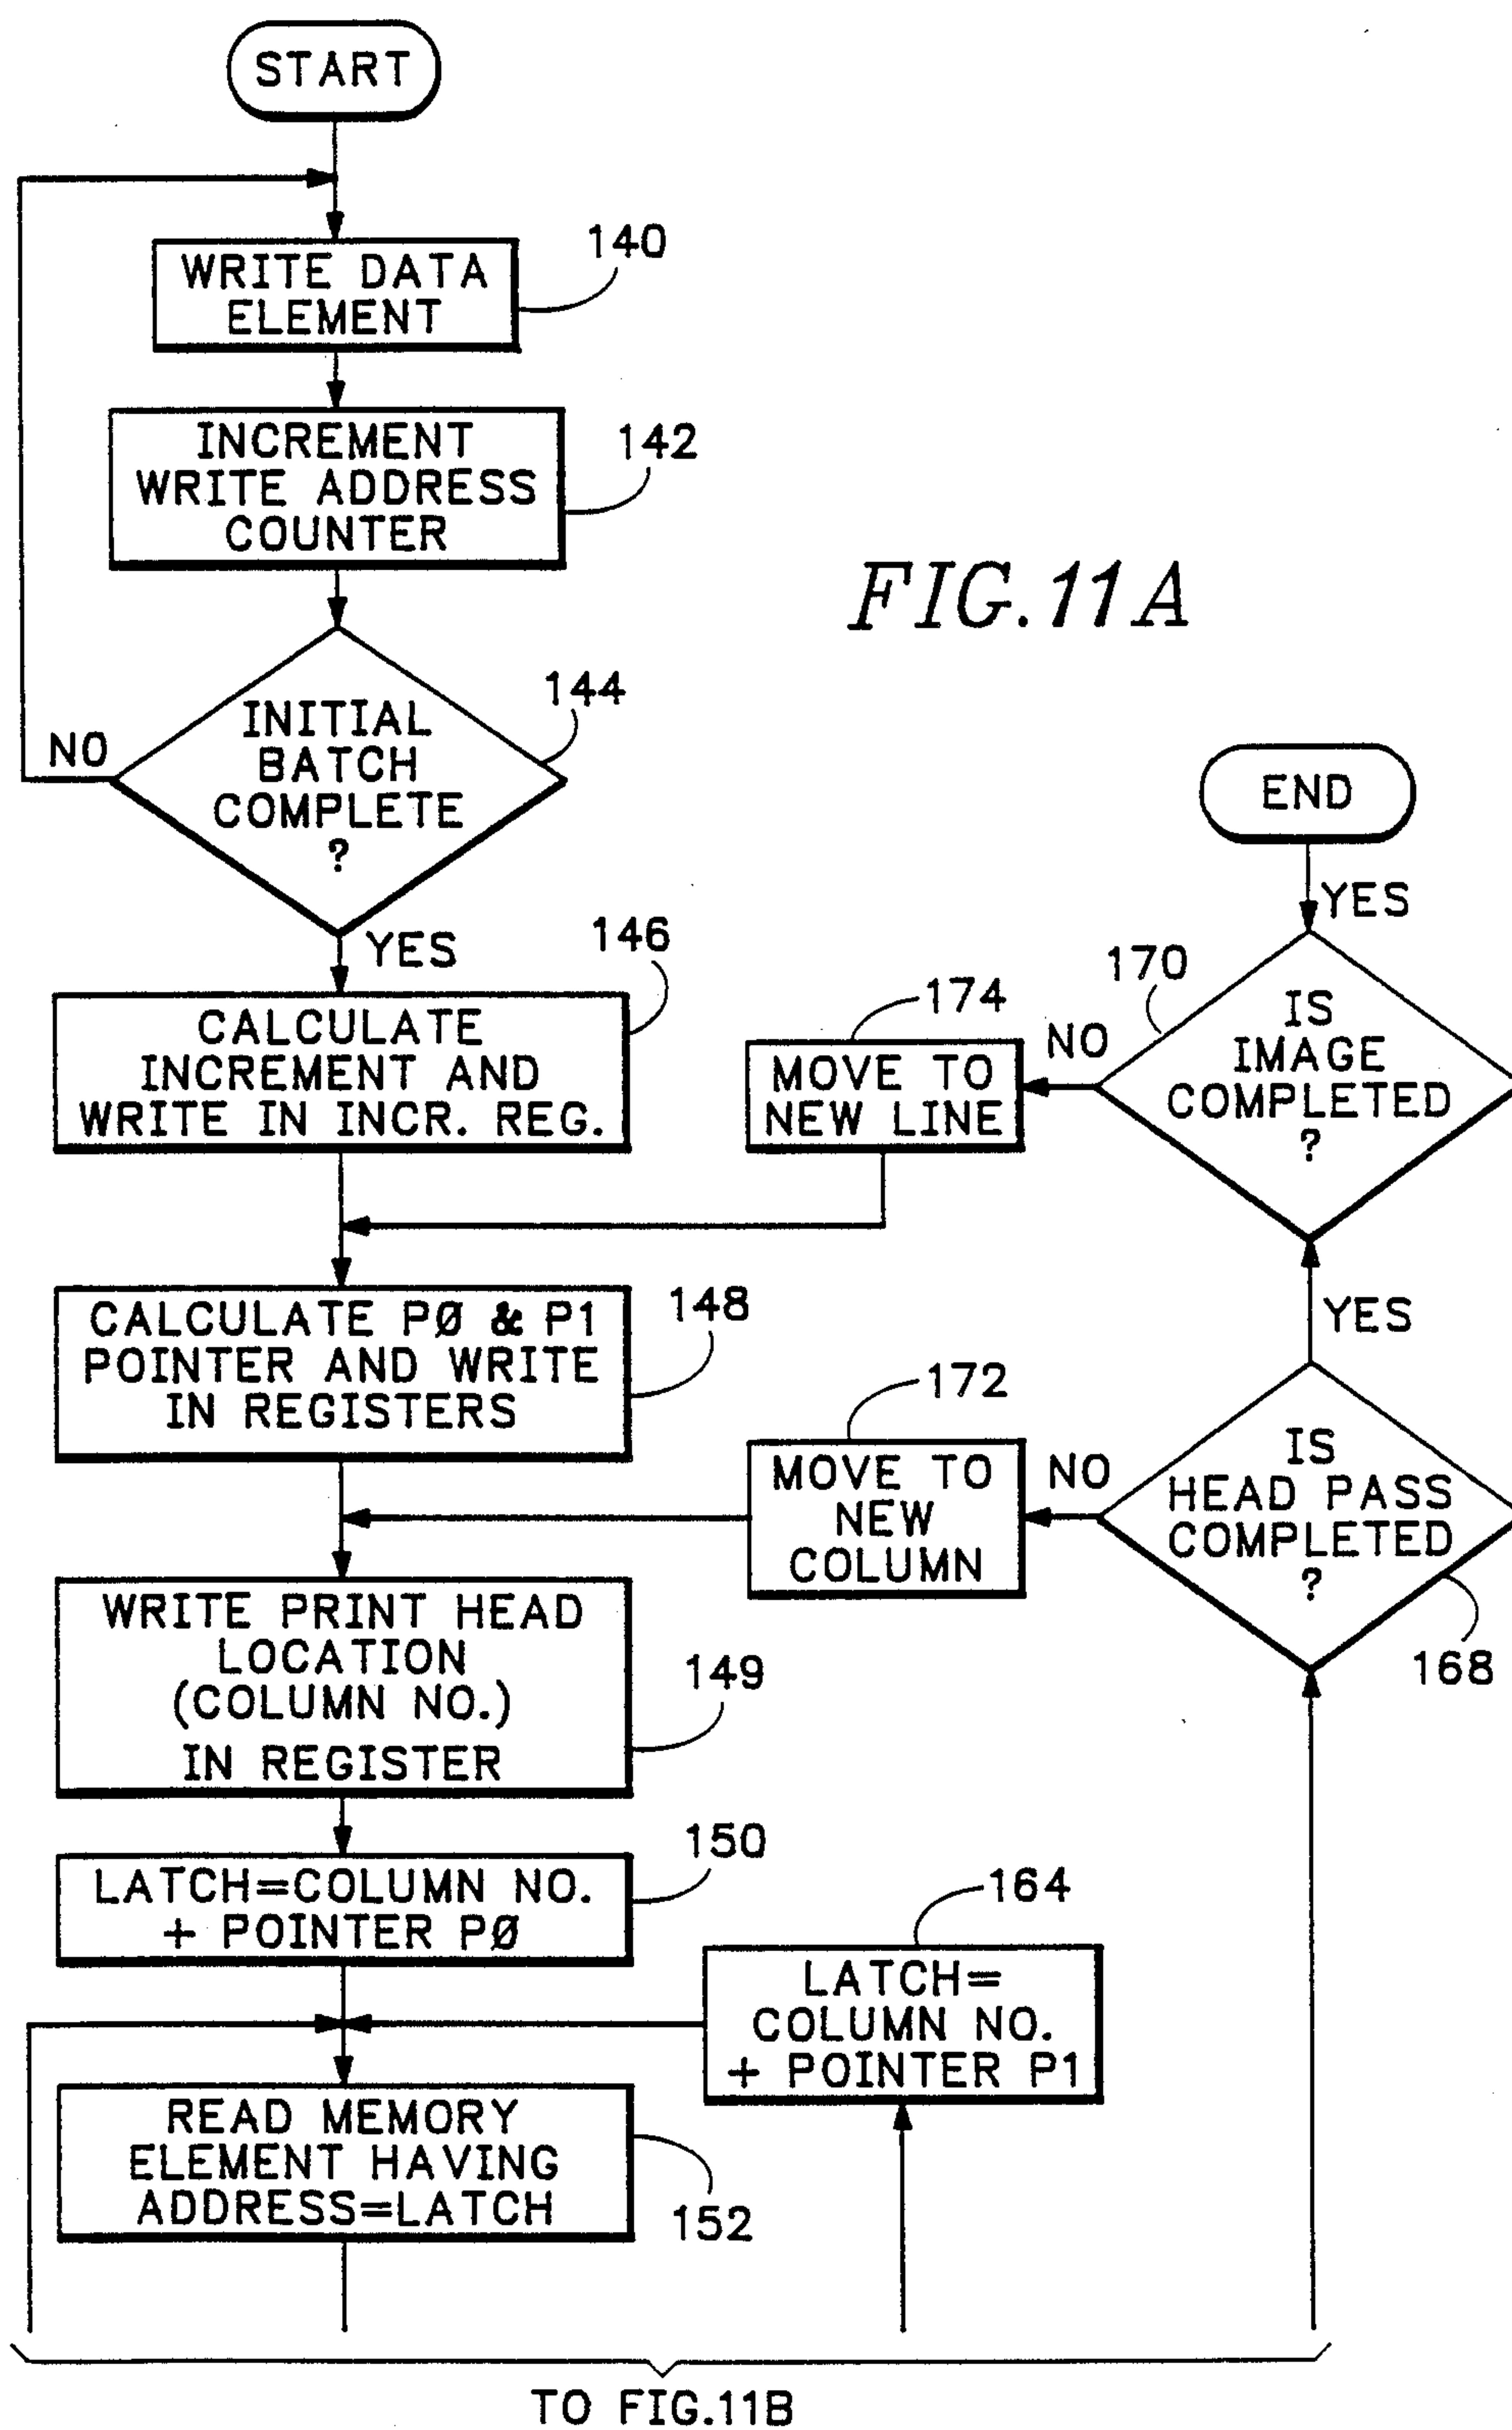 START
140
WRITE DATA
ELEMENT
INCREMENT
WRITE ADDRESS
COUNTER
142
FIG. 11A
144
INITIAL
BATCH
COMPLETE
?
NO
YES
146
CALCULATE
INCREMENT AND
WRITE IN INCR. REG.
END
YES
170
IS
IMAGE
COMPLETED
?
NO
174
MOVE TO
NEW LINE
CALCULATE PØ & P1
POINTER AND WRITE
IN REGISTERS
148
YES
172
MOVE TO
NEW
COLUMN
NO
IS
HEAD PASS
COMPLETED
?
168
WRITE PRINT HEAD
LOCATION
(COLUMN NO.)
IN REGISTER
149
LATCH=COLUMN NO.
+ POINTER PØ
150
164
LATCH=
COLUMN NO.
+ POINTER P1
READ MEMORY
ELEMENT HAVING
ADDRESS=LATCH
152
TO FIG.11B